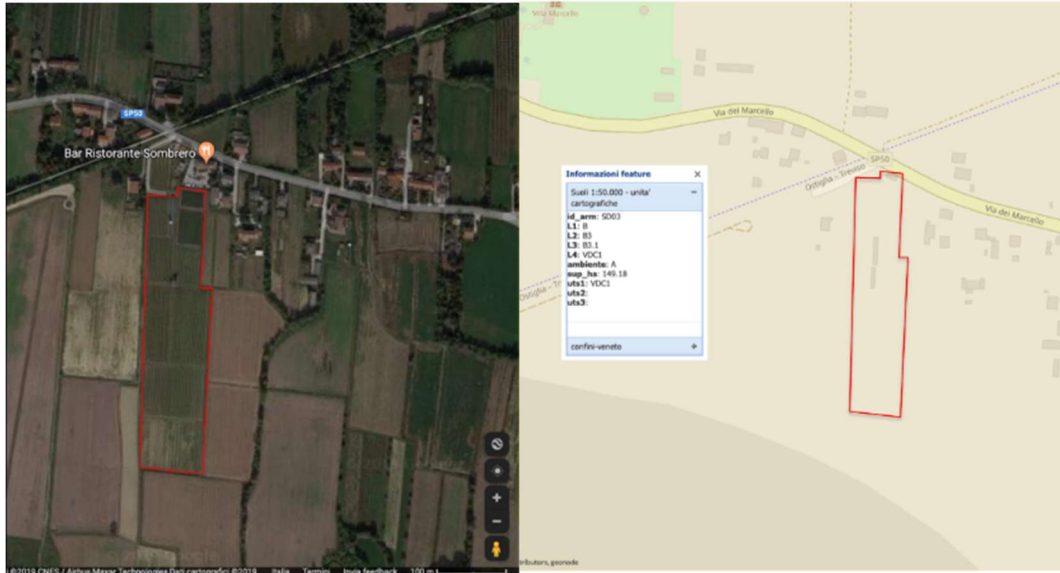 SP50
Bar Ristorante Sombrero
©2019 CNES / Airbus Maxar Technologies Dati cartografici ©2019 Italia Termini Invia feedback 100 m
Villa Marcello
Via dei Marcello
SP50
Ostiglia - Treviso
Via dei Marcello
Ostiglia - Tr
Informazioni feature
Suoli 1:50.000 - unita'
cartografiche
id_arm: SD03
L1: B
L2: B3
L3: B3.1
L4: VDC1
ambiente: A
sup_ha: 149.18
uts1: VDC1
uts2:
uts3:
confini-veneto
tributors, geonode